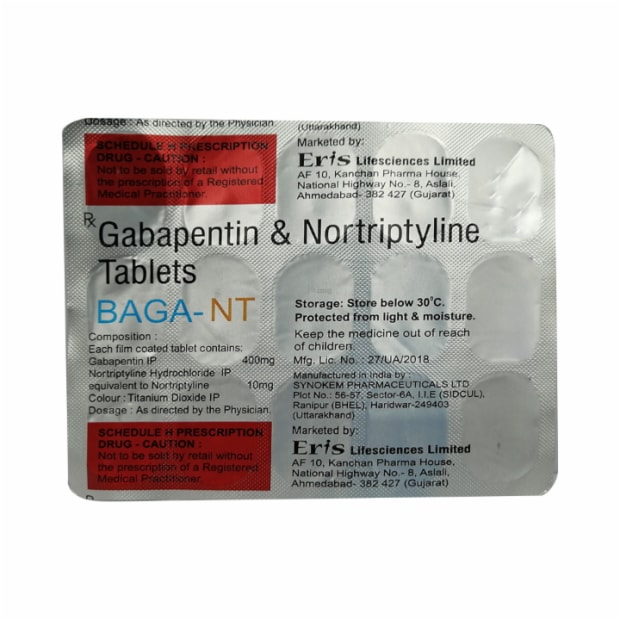 Dosage : As directed by the Physician
SCHEDULE H PRESCRIPTION
DRUG - CAUTION :
Not to be sold by retail without
the prescription of a Registered
Medical Practitioner.
(Uttarakhand)
Marketed by:
Eris Lifesciences Limited
AF 10, Kanchan Pharma House,
National Highway No.- 8, Aslali,
Ahmedabad- 382 427 (Gujarat)
Rx
Gabapentin & Nortriptyline
Tablets
BAGA-NT
Composition :
Each film coated tablet contains:
Gabapentin IP 400mg
Nortriptyline Hydrochloride IP
equivalent to Nortriptyline 10mg
Colour : Titanium Dioxide IP
Dosage : As directed by the Physician.
Storage: Store below 30°C.
Protected from light & moisture.
Keep the medicine out of reach
of children.
Mfg. Lic. No. : 27/UA/2018
Manufactured in India by :
SYNOKEM PHARMACEUTICALS LTD
Plot No.: 56-57, Sector-6A, I.I.E (SIDCUL),
Ranipur (BHEL), Haridwar-249403
(Uttarakhand)
SCHEDULE H PRESCRIPTION
DRUG - CAUTION :
Not to be sold by retail without
the prescription of a Registered
Medical Practitioner.
Marketed by:
Eris Lifesciences Limited
AF 10, Kanchan Pharma House,
National Highway No.- 8, Aslali,
Ahmedabad- 382 427 (Gujarat)